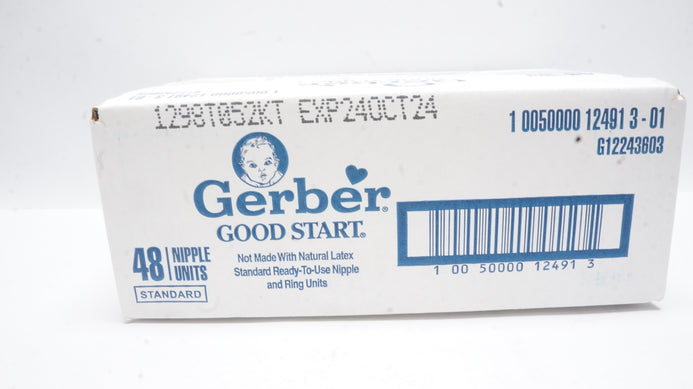 1298T652KT EXP24OCT24
1 0050000 12491 3 - 01
G12243603
Gerber®
GOOD START®
48 NIPPLE UNITS
STANDARD
Not Made With Natural Latex
Standard Ready-To-Use Nipple
and Ring Units
1 00 50000 12491 3